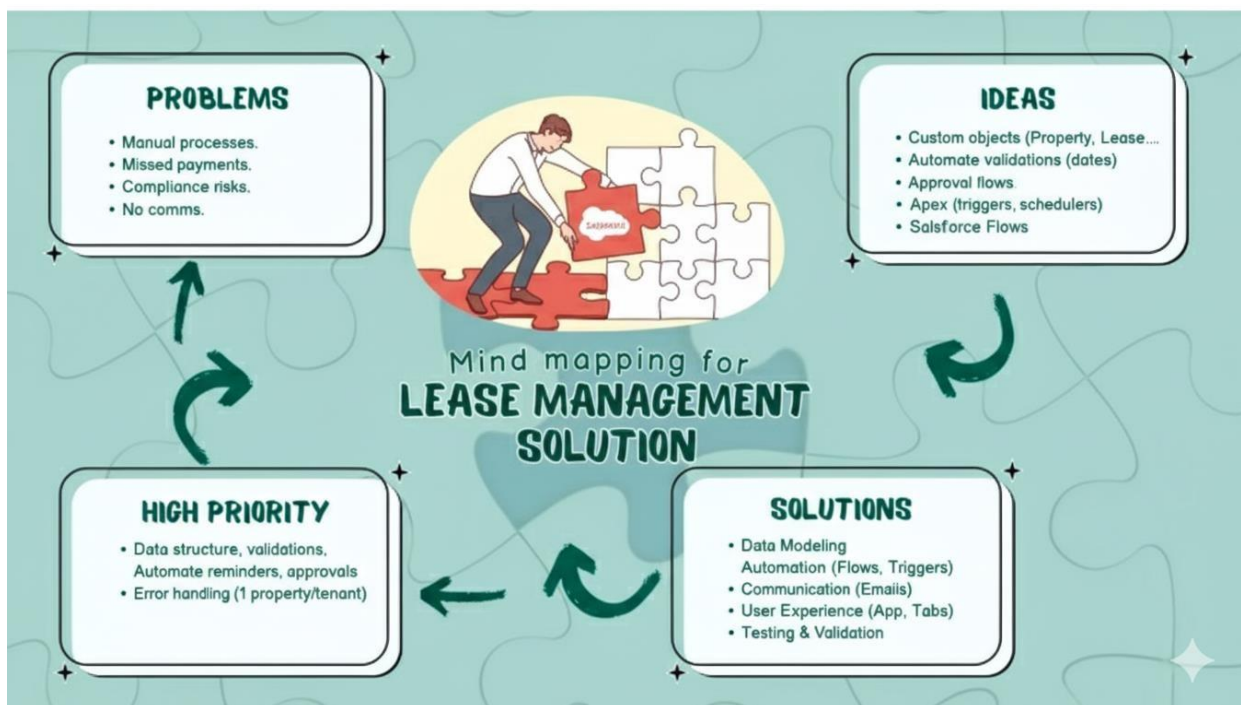 PROBLEMS
• Manual processes.
• Missed payments.
• Compliance risks.
• No comms.
IDEAS
• Custom objects (Property, Lease....
• Automate validations (dates)
• Approval flows
• Apex (triggers, schedulers)
• Salsforce Flows
Mind mapping for
LEASE MANAGEMENT
SOLUTION
HIGH PRIORITY
• Data structure, validations,
Automate reminders, approvals
• Error handling (1 property/tenant)
SOLUTIONS
• Data Modeling
Automation (Flows, Triggers)
• Communication (Emails)
• User Experience (App, Tabs)
• Testing & Validation